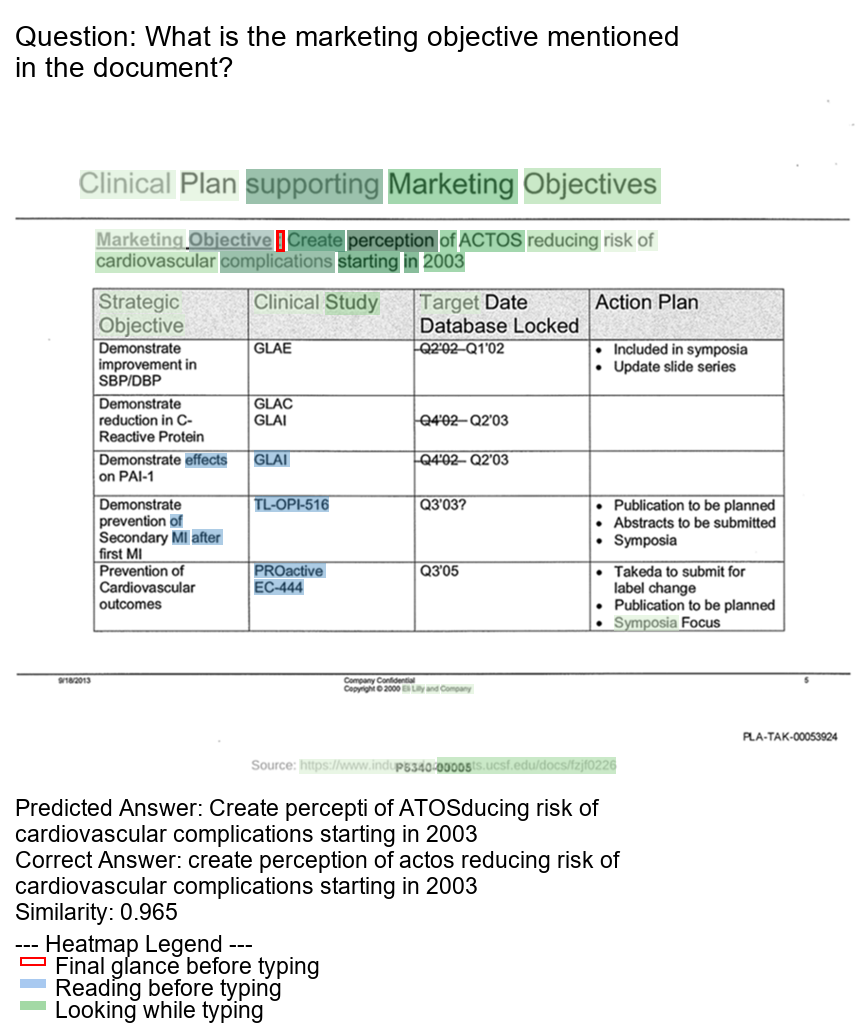 Question: What is the marketing objective mentioned
in the document?
Clinical Plan supporting Marketing Objectives
Marketing Objective : Create perception of ACTOS reducing risk of
cardiovascular complications starting in 2003
Strategic Objective
Clinical Study
Target Date Database Locked
Action Plan
Demonstrate improvement in SBP/DBP
GLAE
Q2'02 Q1'02
• Included in symposia
• Update slide series
Demonstrate reduction in C-Reactive Protein
GLAC
GLAI
Q4'02 Q2'03
Demonstrate effects on PAI-1
GLAI
Q4'02 Q2'03
Demonstrate prevention of Secondary MI after first MI
TL-OPI-516
Q3'03?
• Publication to be planned
• Abstracts to be submitted
• Symposia
Prevention of Cardiovascular outcomes
PROactive
EC-444
Q3'05
• Takeda to submit for label change
• Publication to be planned
• Symposia Focus
9/18/2013
Company Confidential
Copyright © 2000 Eli Lilly and Company
5
PLA-TAK-00053924
Source: https://www.indu ts.ucsf.edu/docs/fzjf0226
P6340-00005
Predicted Answer: Create percepti of ATOSducing risk of
cardiovascular complications starting in 2003
Correct Answer: create perception of actos reducing risk of
cardiovascular complications starting in 2003
Similarity: 0.965
--- Heatmap Legend ---
Final glance before typing
Reading before typing
Looking while typing